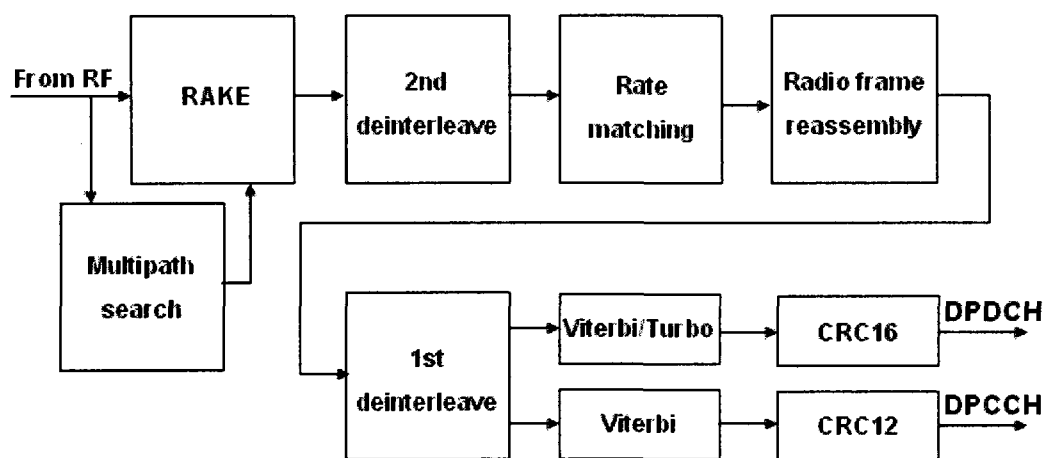 From RF
RAKE
2nd
deinterleave
Rate
matching
Radio frame
reassembly
Multipath
search
1st
deinterleave
Viterbi/Turbo
CRC16
DPDCH
Viterbi
CRC12
DPCCH